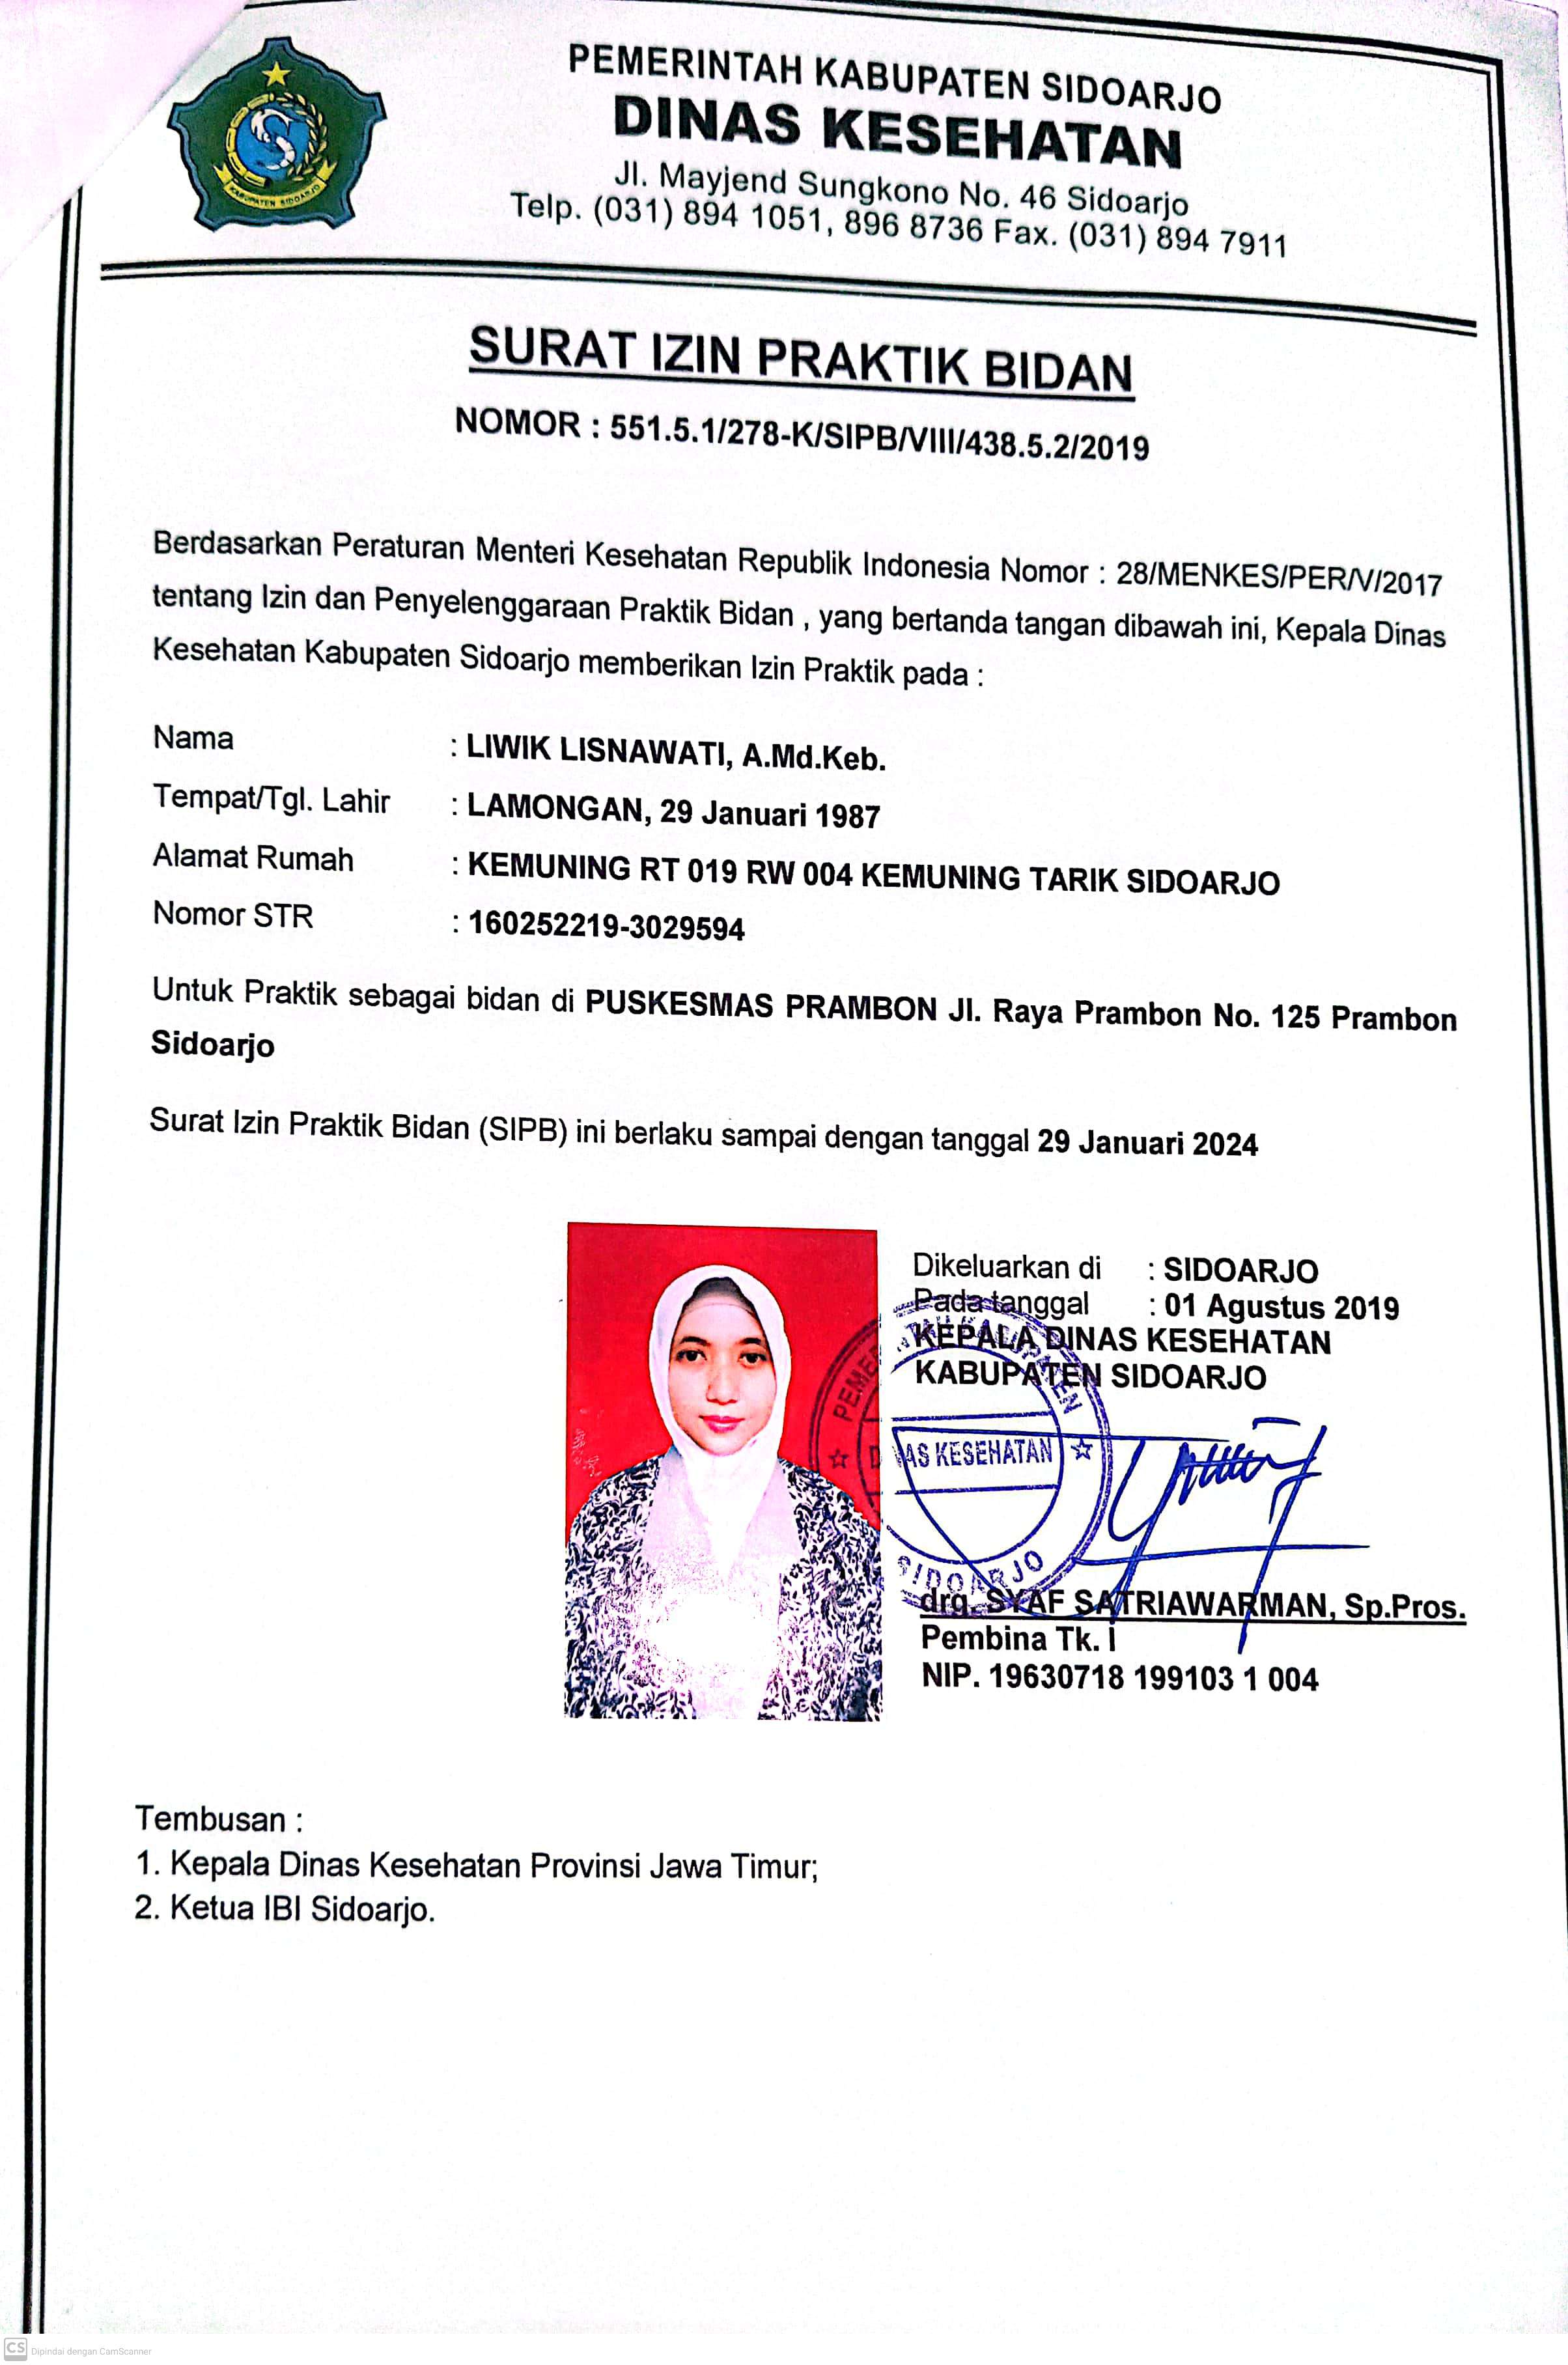 PEMERINTAH KABUPATEN SIDOARJO
DINAS KESEHATAN
Jl. Mayjend Sungkono No. 46 Sidoarjo
Telp. (031) 894 1051, 896 8736 Fax. (031) 894 7911
KABUPATEN SIDOARJO
SURAT IZIN PRAKTIK BIDAN
NOMOR : 551.5.1/278-K/SIPB/VIII/438.5.2/2019
Berdasarkan Peraturan Menteri Kesehatan Republik Indonesia Nomor : 28/MENKES/PER/V/2017
tentang Izin dan Penyelenggaraan Praktik Bidan , yang bertanda tangan dibawah ini, Kepala Dinas
Kesehatan Kabupaten Sidoarjo memberikan Izin Praktik pada :
Nama : LIWIK LISNAWATI, A.Md.Keb.
Tempat/Tgl. Lahir : LAMONGAN, 29 Januari 1987
Alamat Rumah : KEMUNING RT 019 RW 004 KEMUNING TARIK SIDOARJO
Nomor STR : 160252219-3029594
Untuk Praktik sebagai bidan di PUSKESMAS PRAMBON Jl. Raya Prambon No. 125 Prambon
Sidoarjo
Surat Izin Praktik Bidan (SIPB) ini berlaku sampai dengan tanggal 29 Januari 2024
Dikeluarkan di : SIDOARJO
Pada tanggal : 01 Agustus 2019
KEPALA DINAS KESEHATAN
KABUPATEN SIDOARJO
AS KESEHATAN
SIDOARJO
drg. SYAF SATRIAWARMAN, Sp.Pros.
Pembina Tk. I
NIP. 19630718 199103 1 004
Tembusan :
1. Kepala Dinas Kesehatan Provinsi Jawa Timur;
2. Ketua IBI Sidoarjo.
CS Dipindai dengan CamScanner